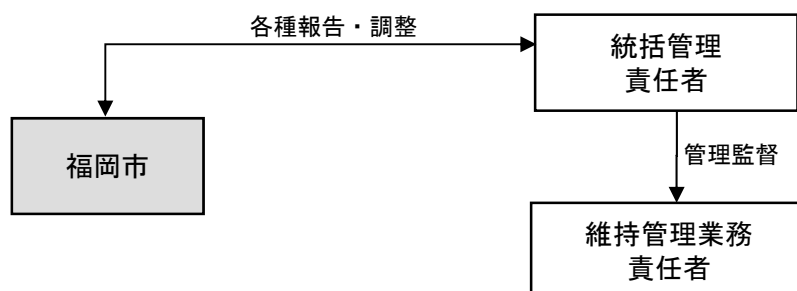 各種報告・調整
統括管理
責任者
福岡市
管理監督
維持管理業務
責任者